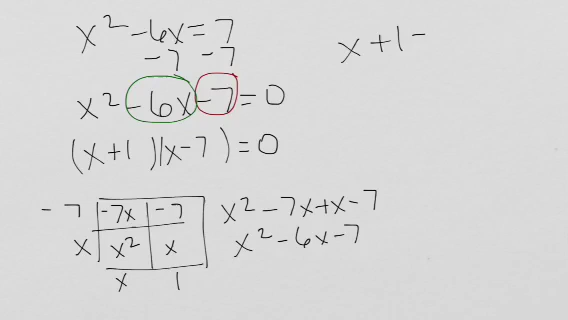 x² - 6x = 7
- 7 - 7
x² - 6x - 7 = 0
(x + 1 )(x - 7 ) = 0
x + 1 -
- 7 -7x - 7
x x² x
x 1
x² - 7x + x - 7
x² - 6x - 7